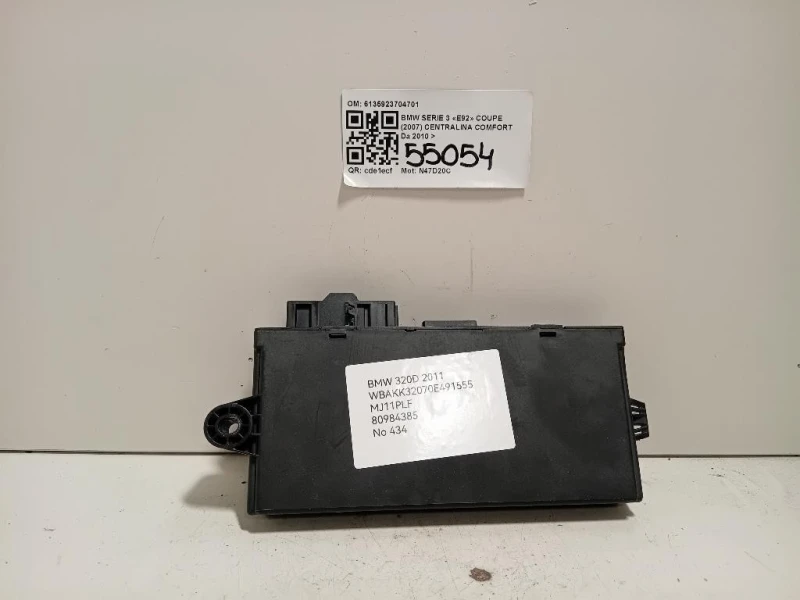 OM: 6135923704701
BMW SERIE 3 «E92» COUPE
(2007) CENTRALINA COMFORT
Da 2010 >
55054
QR: cde1ecf Mot: N47D20C
BMW 320D 2011
WBAKK32070E491555
MJ11PLF
80984385
No 434